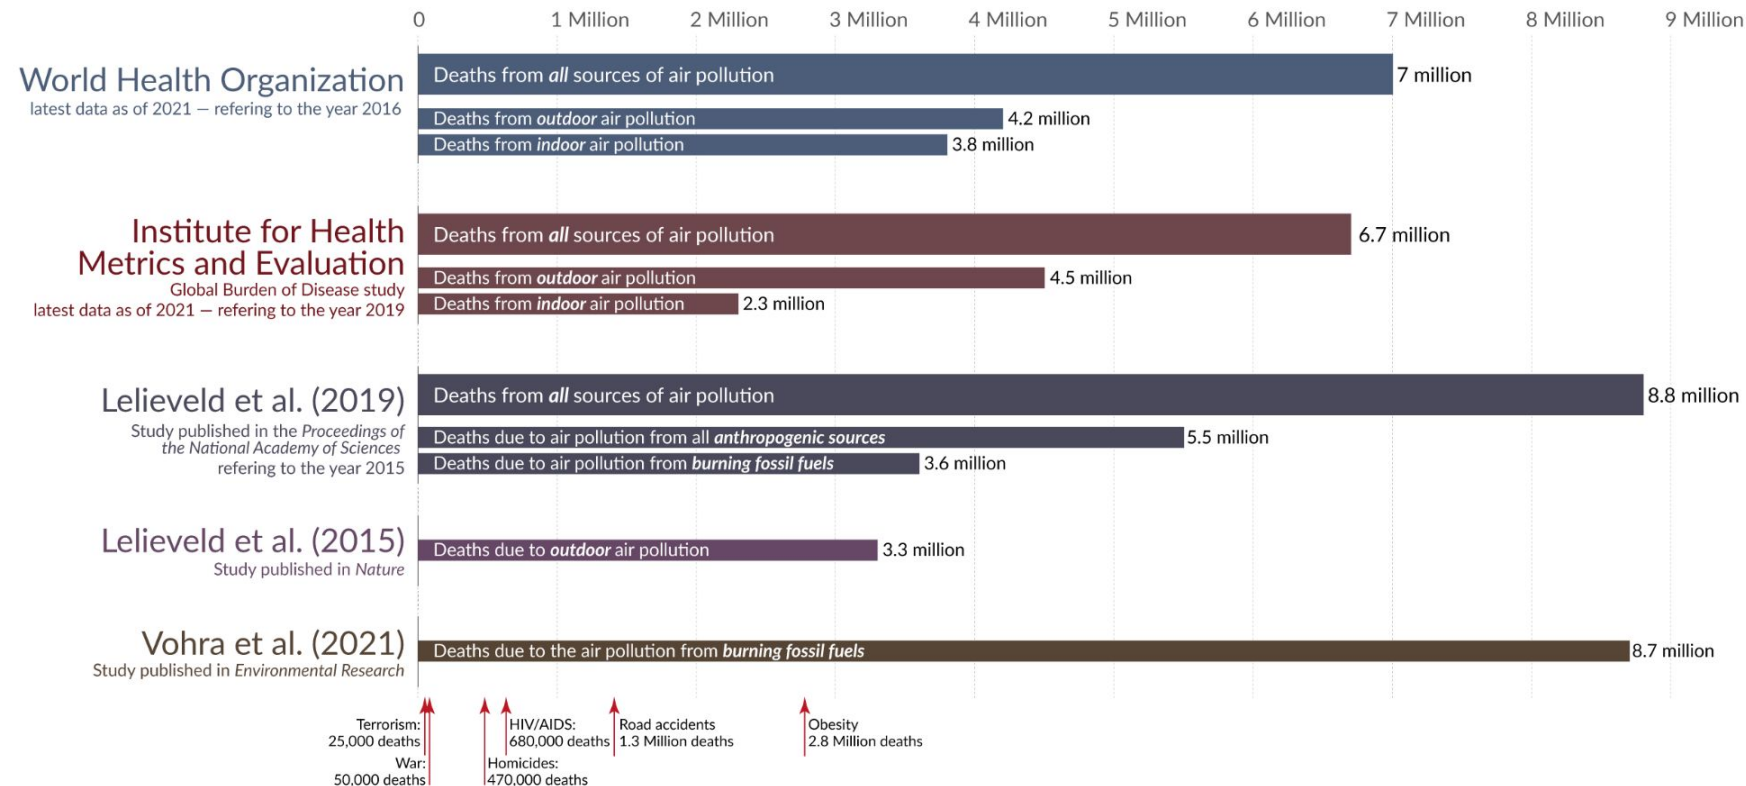 0 1 Million 2 Million 3 Million 4 Million 5 Million 6 Million 7 Million 8 Million 9 Million
World Health Organization
latest data as of 2021 — refering to the year 2016
Deaths from all sources of air pollution 7 million
Deaths from outdoor air pollution 4.2 million
Deaths from indoor air pollution 3.8 million
Institute for Health
Metrics and Evaluation
Global Burden of Disease study
latest data as of 2021 — refering to the year 2019
Deaths from all sources of air pollution 6.7 million
Deaths from outdoor air pollution 4.5 million
Deaths from indoor air pollution 2.3 million
Lelieveld et al. (2019)
Study published in the Proceedings of
the National Academy of Sciences
refering to the year 2015
Deaths from all sources of air pollution 8.8 million
Deaths due to air pollution from all anthropogenic sources 5.5 million
Deaths due to air pollution from burning fossil fuels 3.6 million
Lelieveld et al. (2015)
Study published in Nature
Deaths due to outdoor air pollution 3.3 million
Vohra et al. (2021)
Study published in Environmental Research
Deaths due to the air pollution from burning fossil fuels 8.7 million
Terrorism:
25,000 deaths
War:
50,000 deaths
Homicides:
470,000 deaths
HIV/AIDS:
680,000 deaths
Road accidents
1.3 Million deaths
Obesity
2.8 Million deaths